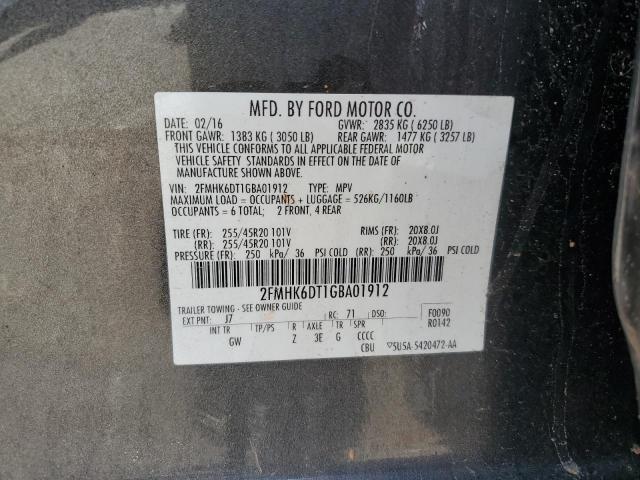 MFD. BY FORD MOTOR CO.
DATE: 02/16 GVWR: 2835 KG ( 6250 LB)
FRONT GAWR: 1383 KG ( 3050 LB) REAR GAWR: 1477 KG ( 3257 LB)
THIS VEHICLE CONFORMS TO ALL APPLICABLE FEDERAL MOTOR
VEHICLE SAFETY STANDARDS IN EFFECT ON THE DATE OF
MANUFACTURE SHOWN ABOVE.
VIN: 2FMHK6DT1GBA01912 TYPE: MPV
MAXIMUM LOAD = OCCUPANTS + LUGGAGE = 526KG/1160LB
OCCUPANTS = 6 TOTAL; 2 FRONT, 4 REAR
TIRE (FR): 255/45R20 101V RIMS (FR): 20X8.0J
(RR): 255/45R20 101V (RR): 20X8.0J
PRESSURE (FR): 250 kPa/ 36 PSI COLD (RR): 250 kPa/ 36 PSI COLD
2FMHK6DT1GBA01912
TRAILER TOWING - SEE OWNER GUIDE
EXT PNT: J7 RC: 71 DSO: F0090
R0142
INT TR TP/PS R AXLE TR SPR
GW Z 3E G CCCC
CBU
▽5U5A-5420472-AA